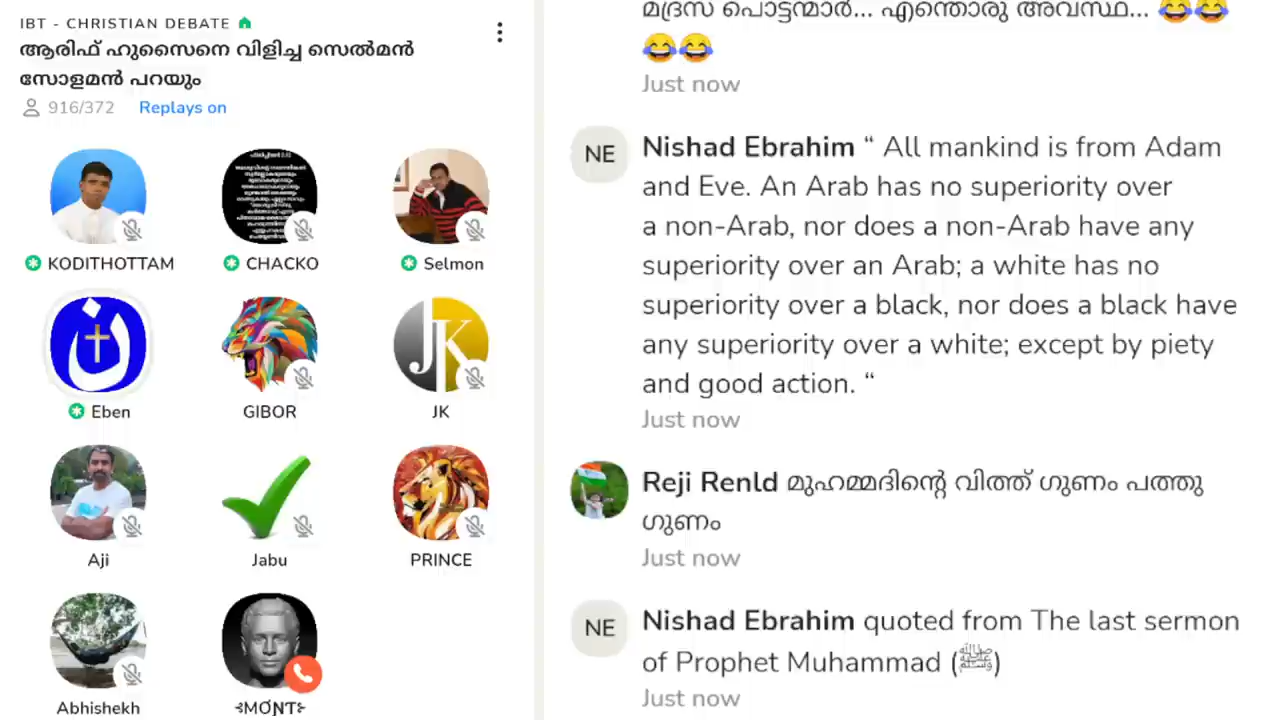 IBT - CHRISTIAN DEBATE
ആരിഫ് ഹുസൈനെ വിളിച്ച സെൽമൻ
സോളമൻ പറയും
916/372 Replays on
KODITHOTTAM
CHACKO
Selmon
Eben
GIBOR
JK
JK
Aji
Jabu
PRINCE
Abhishekh
മദ്രസ പൊട്ടന്മാർ... എന്തൊരു അവസ്ഥ... 😂😂
😂😂
Just now
NE
Nishad Ebrahim “ All mankind is from Adam
and Eve. An Arab has no superiority over
a non-Arab, nor does a non-Arab have any
superiority over an Arab; a white has no
superiority over a black, nor does a black have
any superiority over a white; except by piety
and good action. “
Just now
Reji Renld മുഹമ്മദിന്റെ വിത്ത് ഗുണം പത്തു
ഗുണം
Just now
NE
Nishad Ebrahim quoted from The last sermon
of Prophet Muhammad (ﷺ)
Just now